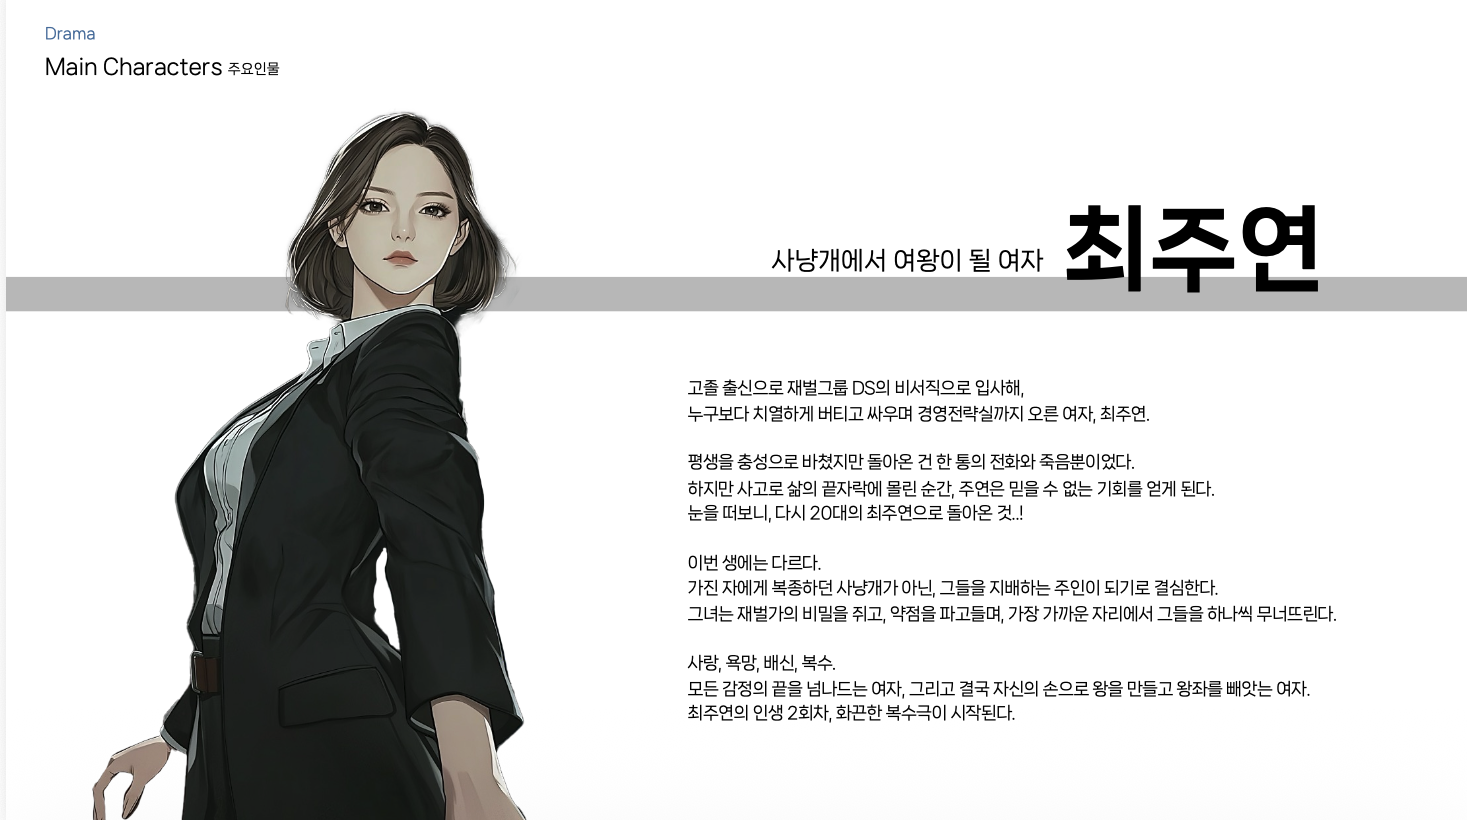 Drama
Main Characters 주요인물
사냥개에서 여왕이 될 여자 최주연
고졸 출신으로 재벌그룹 DS의 비서직으로 입사해,
누구보다 치열하게 버티고 싸우며 경영전략실까지 오른 여자, 최주연.
평생을 충성으로 바쳤지만 돌아온 건 한 통의 전화와 죽음뿐이었다.
하지만 사고로 삶의 끝자락에 몰린 순간, 주연은 믿을 수 없는 기회를 얻게 된다.
눈을 떠보니, 다시 20대의 최주연으로 돌아온 것..!
이번 생에는 다르다.
가진 자에게 복종하던 사냥개가 아닌, 그들을 지배하는 주인이 되기로 결심한다.
그녀는 재벌가의 비밀을 쥐고, 약점을 파고들며, 가장 가까운 자리에서 그들을 하나씩 무너뜨린다.
사랑, 욕망, 배신, 복수.
모든 감정의 끝을 넘나드는 여자, 그리고 결국 자신의 손으로 왕을 만들고 왕좌를 빼앗는 여자.
최주연의 인생 2회차, 화끈한 복수극이 시작된다.